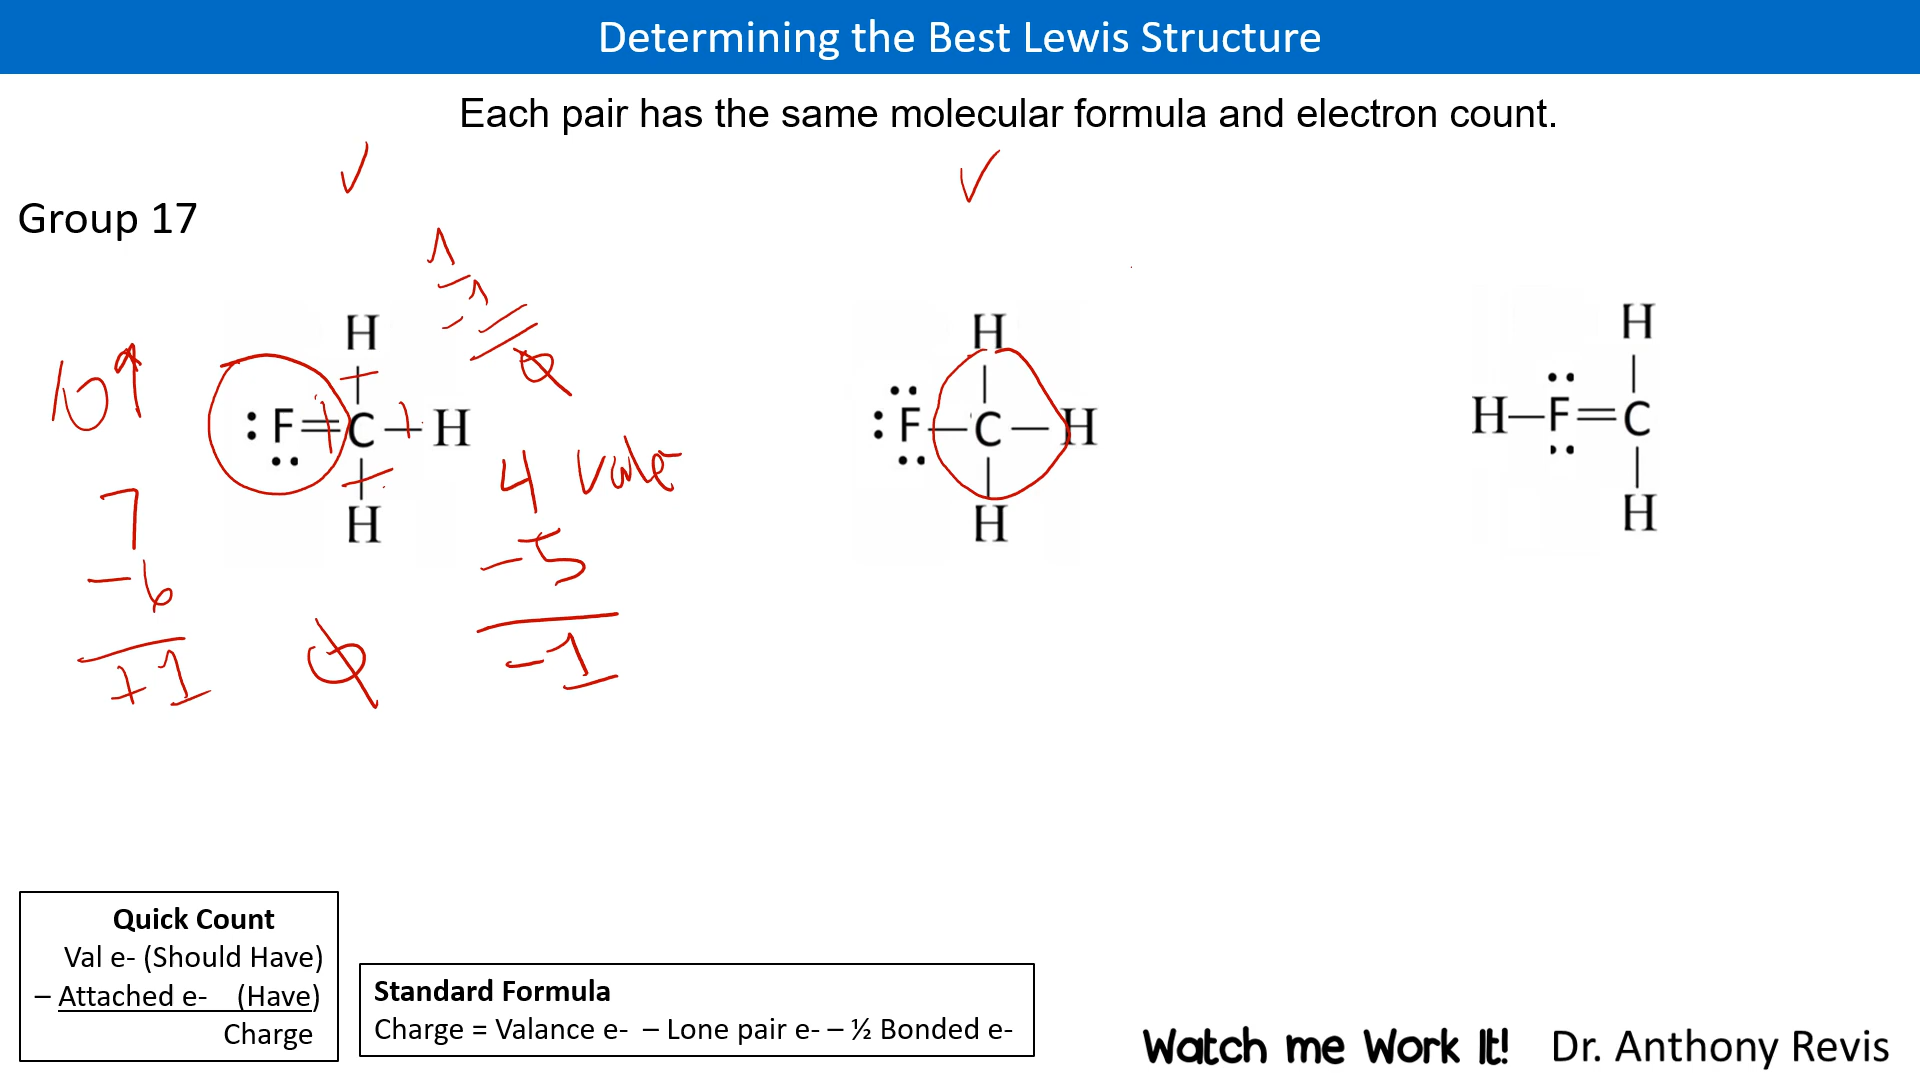 Determining the Best Lewis Structure
Each pair has the same molecular formula and electron count.
Group 17
1
-1
H
H
H
:F=C-H
:F-C-H
H-F=C
H
H
H
7
-6
+1
4 vale
-5
-1
Quick Count
Val e- (Should Have)
– Attached e- (Have)
Charge
Standard Formula
Charge = Valance e- – Lone pair e- – ½ Bonded e-
Watch me Work It! Dr. Anthony Revis